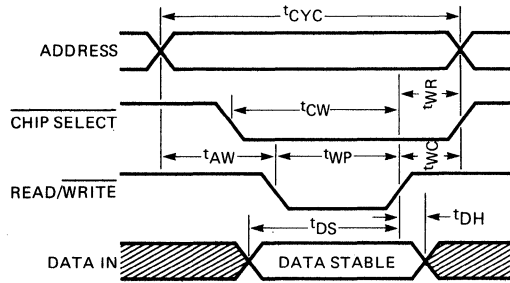 tCYC
ADDRESS
tWR
tCW
CHIP SELECT
tAW
tWP
tWC
READ/WRITE
tDS
tDH
DATA IN
DATA STABLE